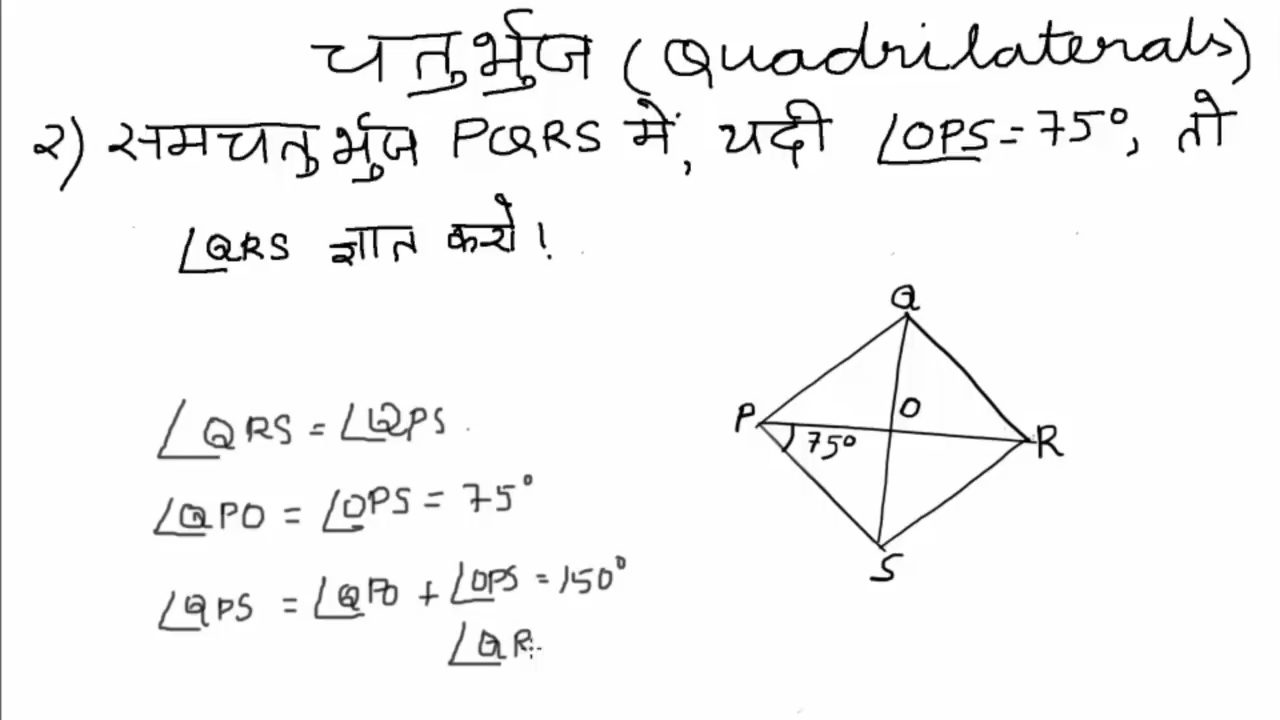 चतुर्भुज (Quadrilaterals)
२) समचतुर्भुज PQRS में, यदी ∠OPS = 75°, तो
∠QRS ज्ञात करो।
∠QRS = ∠QPS
∠QPO = ∠OPS = 75°
∠QPS = ∠QPO + ∠OPS = 150°
∠QR
Q
P
O
75°
R
S